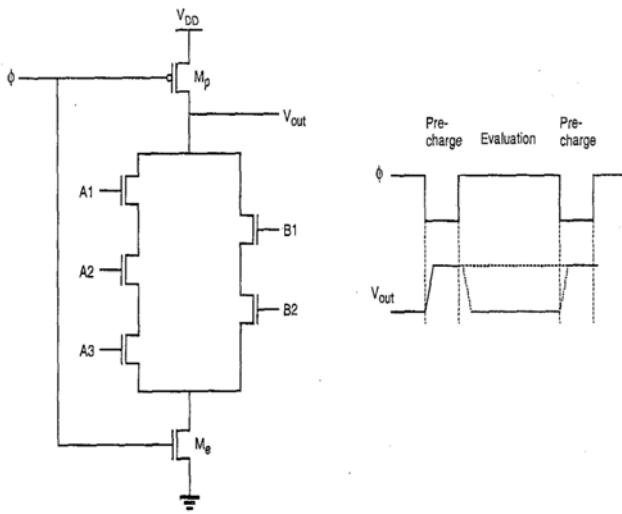 V_DD
ϕ
M_p
V_out
A1
B1
A2
B2
A3
M_e
Pre-
charge
Evaluation
Pre-
charge
ϕ
V_out